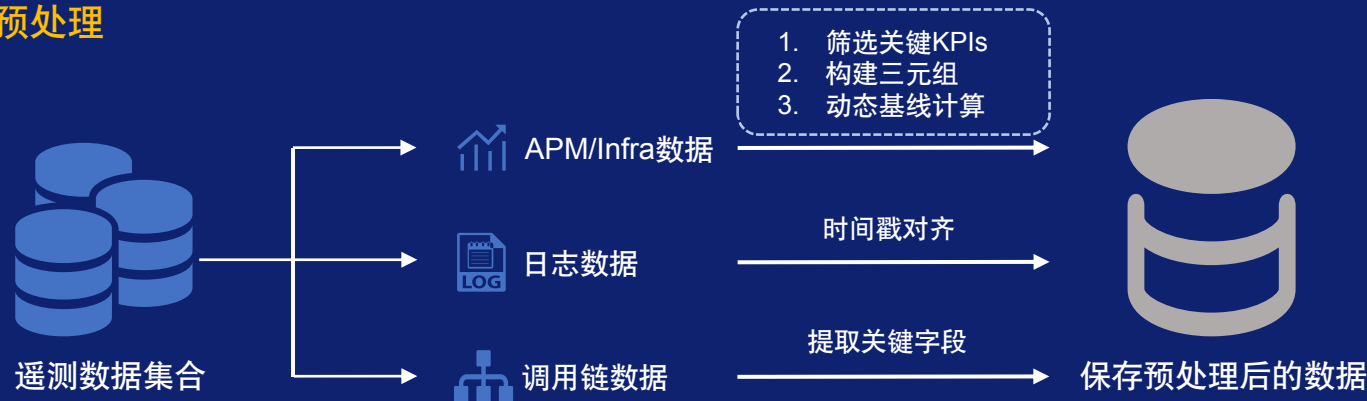 预处理
1. 筛选关键KPIs
2. 构建三元组
3. 动态基线计算
APM/Infra数据
时间戳对齐
LOG
日志数据
提取关键字段
遥测数据集合
调用链数据
保存预处理后的数据